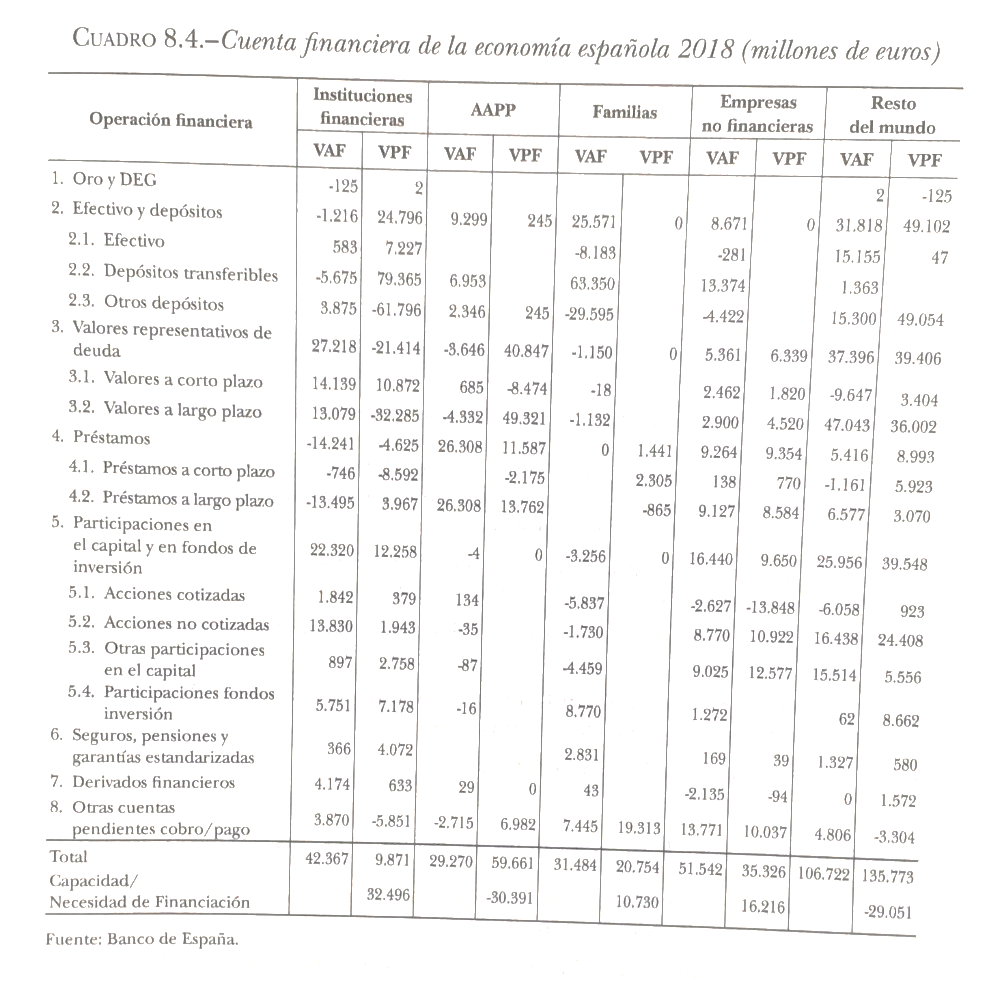 CUADRO 8.4.–Cuenta financiera de la economía española 2018 (millones de euros)
Operación financiera Instituciones financieras AAPP Familias Empresas no financieras Resto del mundo
VAF VPF VAF VPF VAF VPF VAF VPF VAF VPF
1. Oro y DEG -125 2 2 -125
2. Efectivo y depósitos -1.216 24.796 9.299 245 25.571 0 8.671 0 31.818 49.102
2.1. Efectivo 583 7.227 -8.183 -281 15.155 47
2.2. Depósitos transferibles -5.675 79.365 6.953 63.350 13.374 1.363
2.3. Otros depósitos 3.875 -61.796 2.346 245 -29.595 -4.422 15.300 49.054
3. Valores representativos de
deuda 27.218 -21.414 -3.646 40.847 -1.150 0 5.361 6.339 37.396 39.406
3.1. Valores a corto plazo 14.139 10.872 685 -8.474 -18 2.462 1.820 -9.647 3.404
3.2. Valores a largo plazo 13.079 -32.285 -4.332 49.321 -1.132 2.900 4.520 47.043 36.002
4. Préstamos -14.241 -4.625 26.308 11.587 0 1.441 9.264 9.354 5.416 8.993
4.1. Préstamos a corto plazo -746 -8.592 -2.175 2.305 138 770 -1.161 5.923
4.2. Préstamos a largo plazo -13.495 3.967 26.308 13.762 -865 9.127 8.584 6.577 3.070
5. Participaciones en
el capital y en fondos de
inversión 22.320 12.258 -4 0 -3.256 0 16.440 9.650 25.956 39.548
5.1. Acciones cotizadas 1.842 379 134 -5.837 -2.627 -13.848 -6.058 923
5.2. Acciones no cotizadas 13.830 1.943 -35 -1.730 8.770 10.922 16.438 24.408
5.3. Otras participaciones
en el capital 897 2.758 -87 -4.459 9.025 12.577 15.514 5.556
5.4. Participaciones fondos
inversión 5.751 7.178 -16 8.770 1.272 62 8.662
6. Seguros, pensiones y
garantías estandarizadas 366 4.072 2.831 169 39 1.327 580
7. Derivados financieros 4.174 633 29 0 43 -2.135 -94 0 1.572
8. Otras cuentas
pendientes cobro/pago 3.870 -5.851 -2.715 6.982 7.445 19.313 13.771 10.037 4.806 -3.304
Total 42.367 9.871 29.270 59.661 31.484 20.754 51.542 35.326 106.722 135.773
Capacidad/
Necesidad de Financiación 32.496 -30.391 10.730 16.216 -29.051
Fuente: Banco de España.